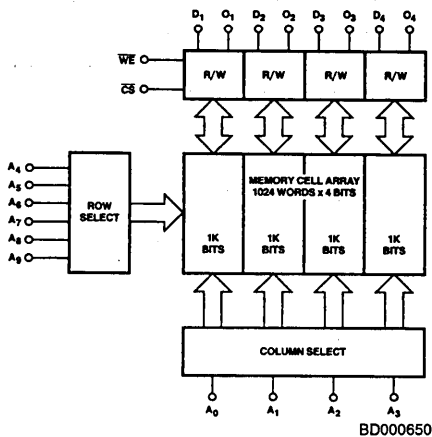 D1 O1 D2 O2 D3 O3 D4 O4
WE
R/W R/W R/W R/W
CS
A4
A5
A6
A7
A8
A9
ROW
SELECT
MEMORY CELL ARRAY
1024 WORDS x 4 BITS
1K
BITS
1K
BITS
1K
BITS
1K
BITS
COLUMN SELECT
A0 A1 A2 A3
BD000650